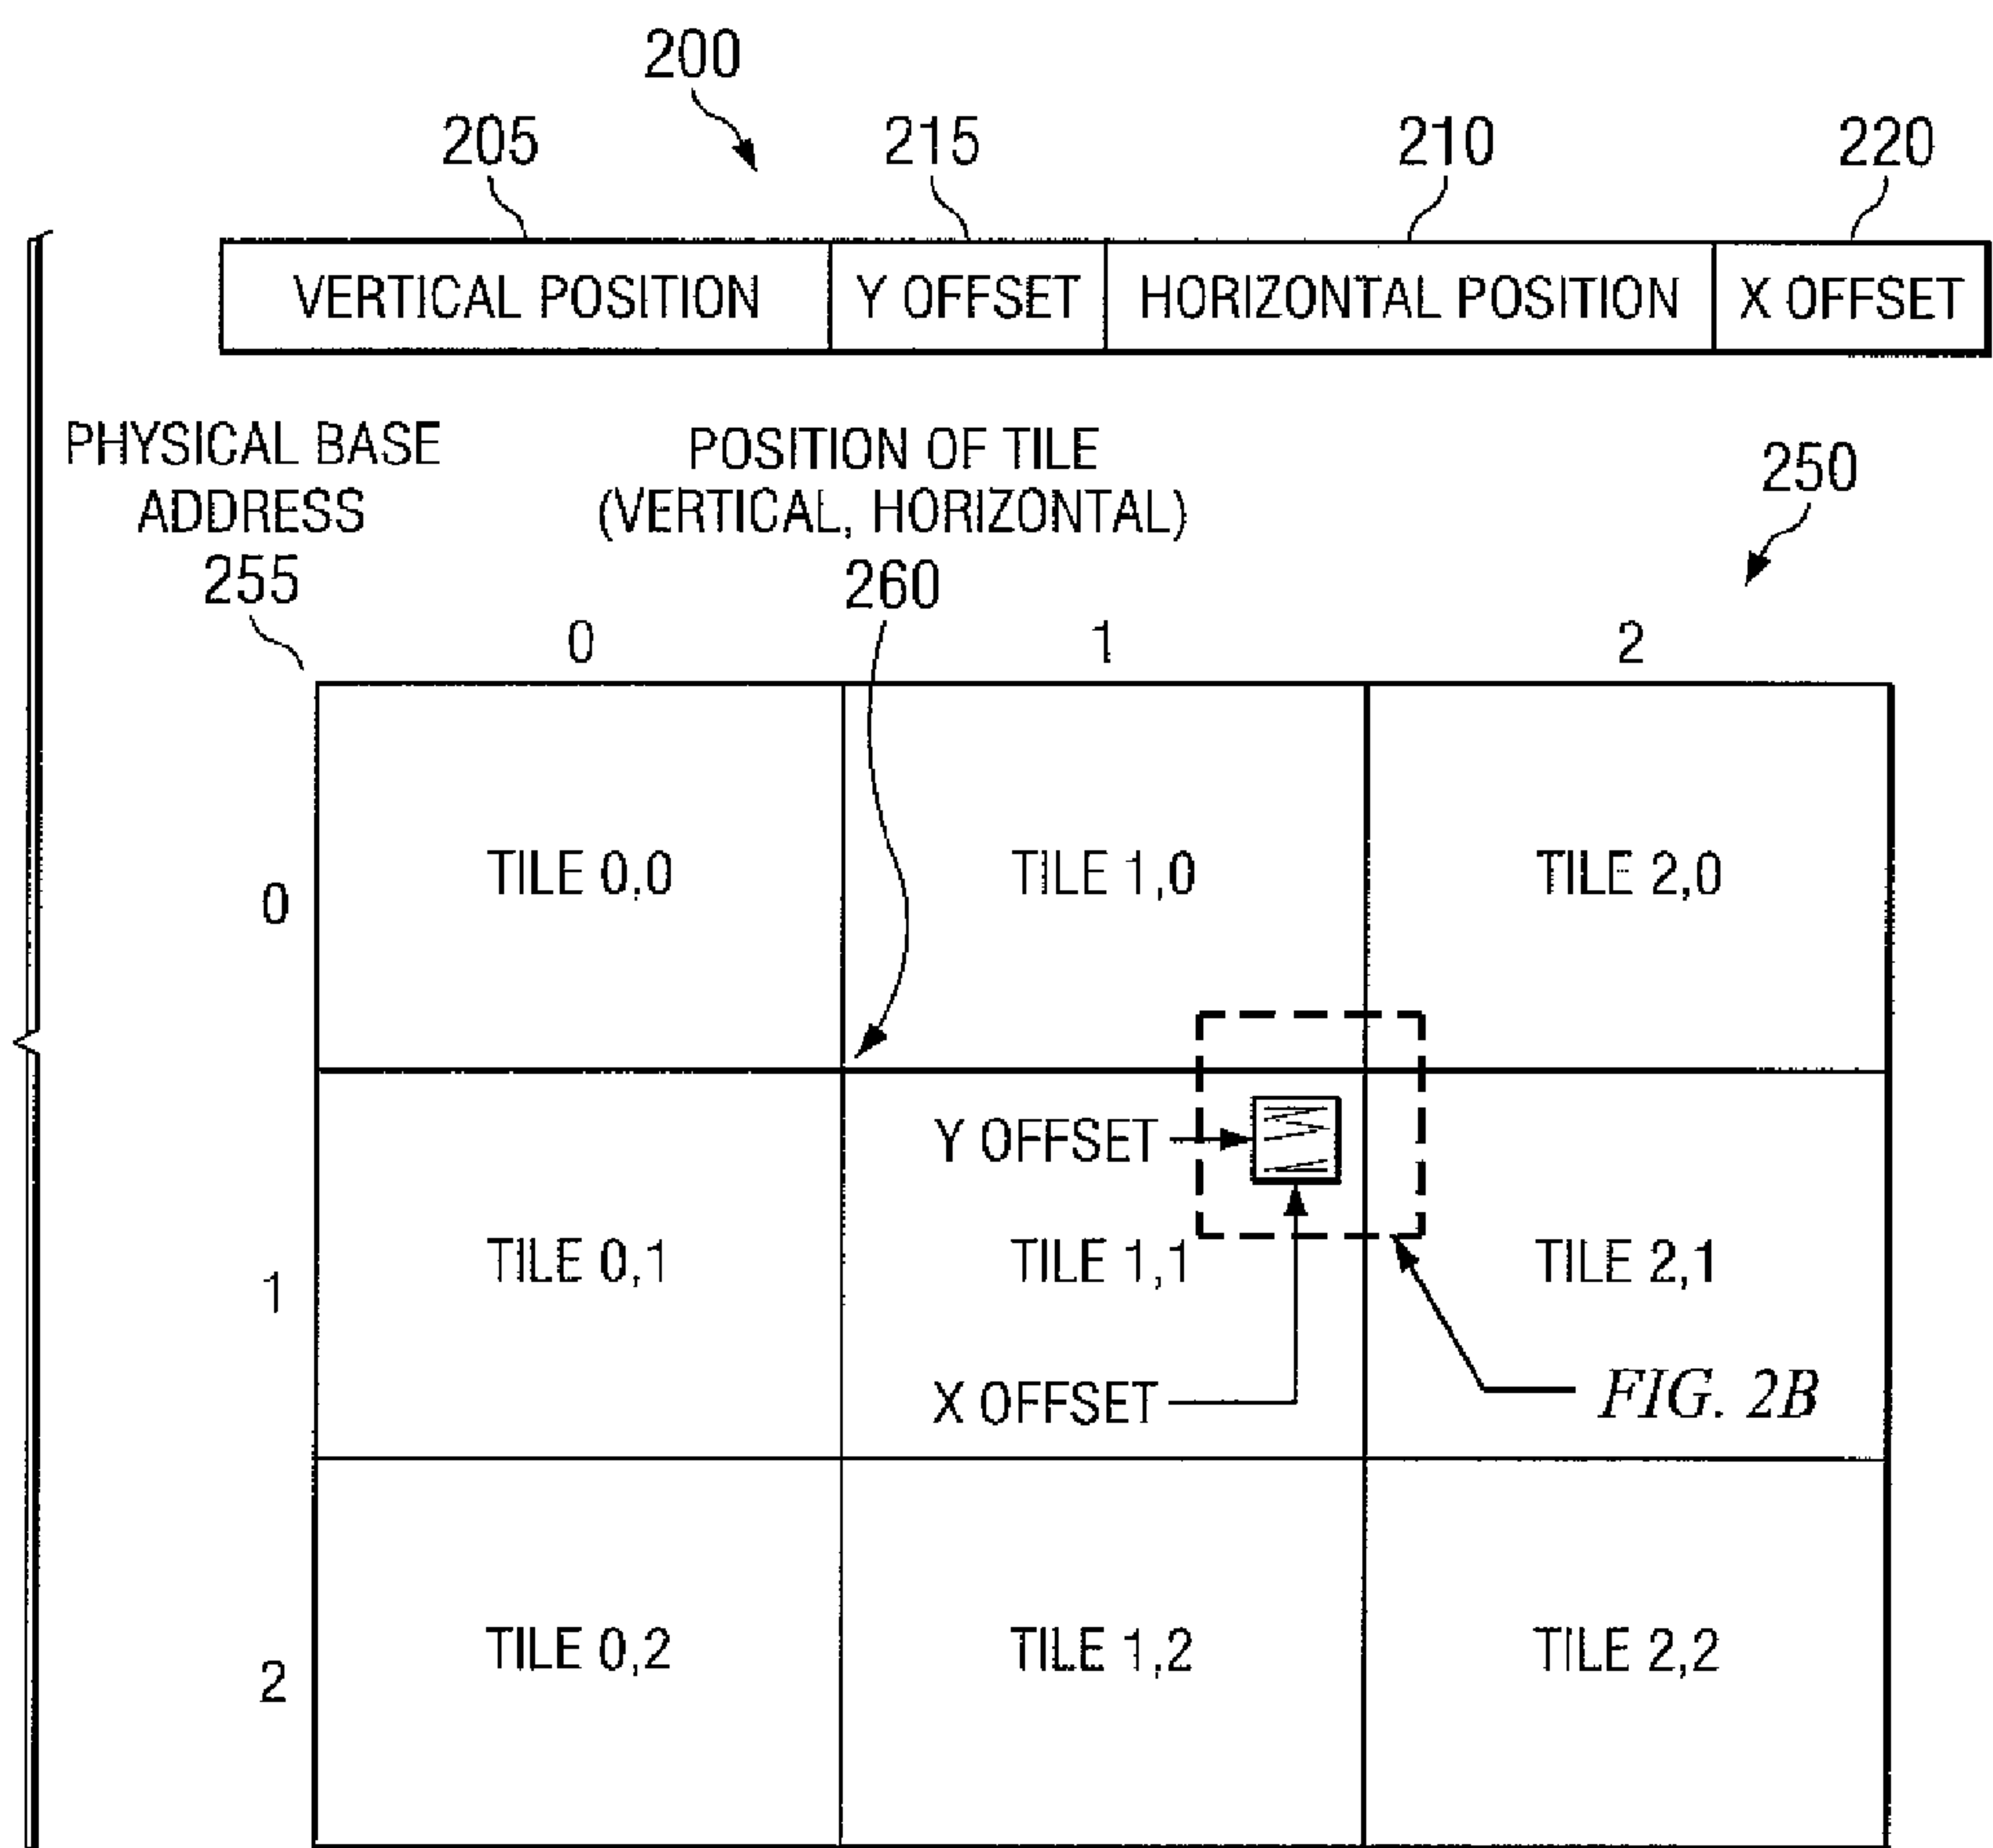 200
205 215 210 220
VERTICAL POSITION Y OFFSET HORIZONTAL POSITION X OFFSET
PHYSICAL BASE
ADDRESS
255
POSITION OF TILE
(VERTICAL, HORIZONTAL)
260
250
0 1 2
0
TILE 0,0 TILE 1,0 TILE 2,0
Y OFFSET
1
TILE 0,1 TILE 1,1 TILE 2,1
X OFFSET
FIG. 2B
2
TILE 0,2 TILE 1,2 TILE 2,2